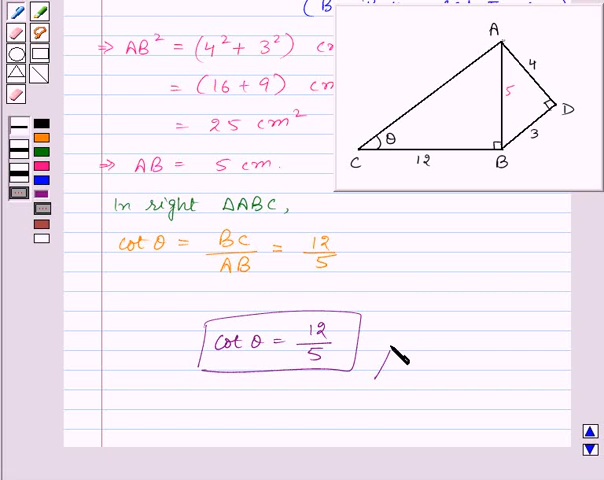 (B
⇒ AB² = (4² + 3²) c
= (16 + 9) c
= 25 cm²
⇒ AB = 5 cm.
In right ΔABC,
cot θ = BC/AB = 12/5
cot θ = 12/5
A
4
5
D
θ
3
C
12
B